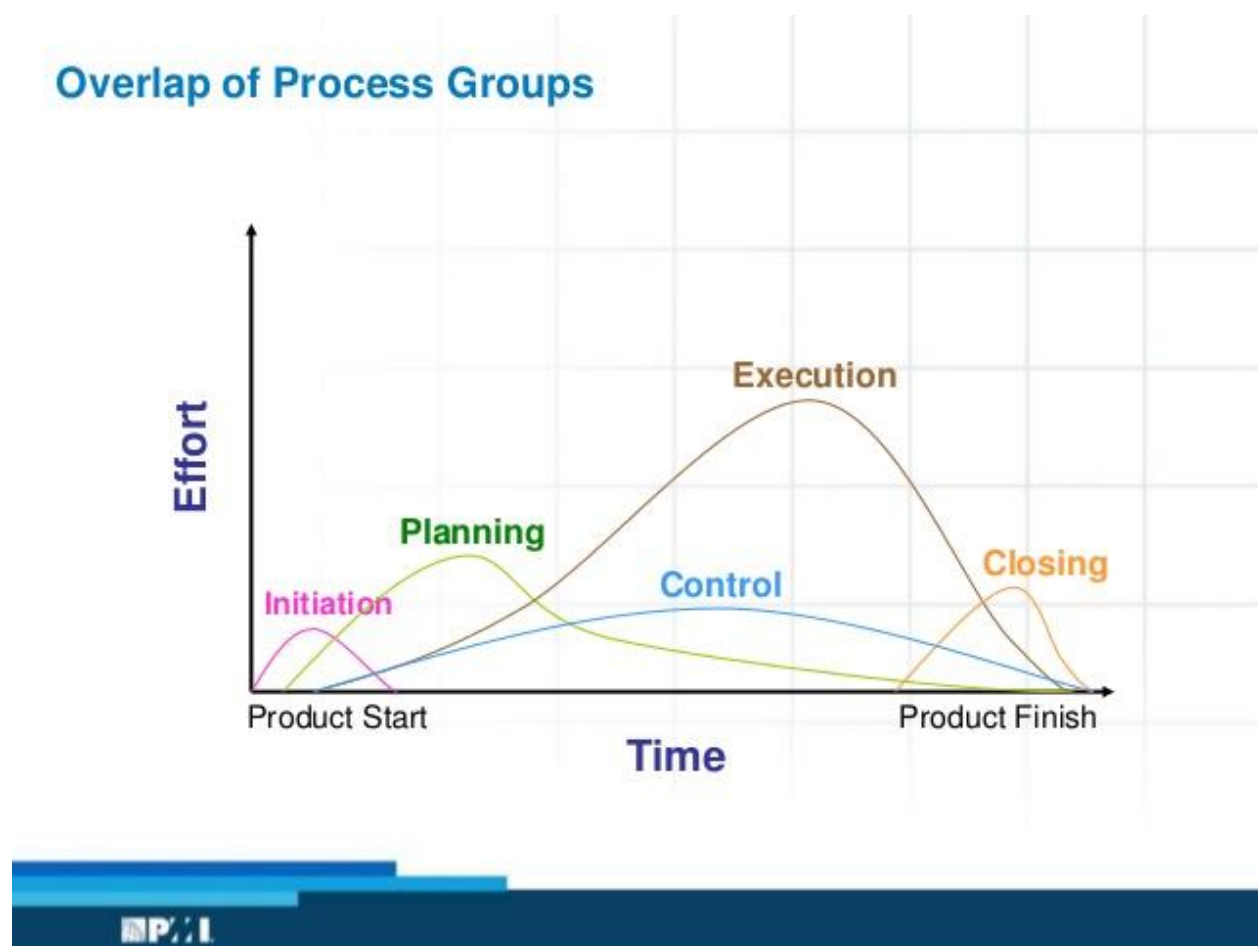 Overlap of Process Groups
Effort
Execution
Planning
Closing
Control
Initiation
Product Start
Product Finish
Time